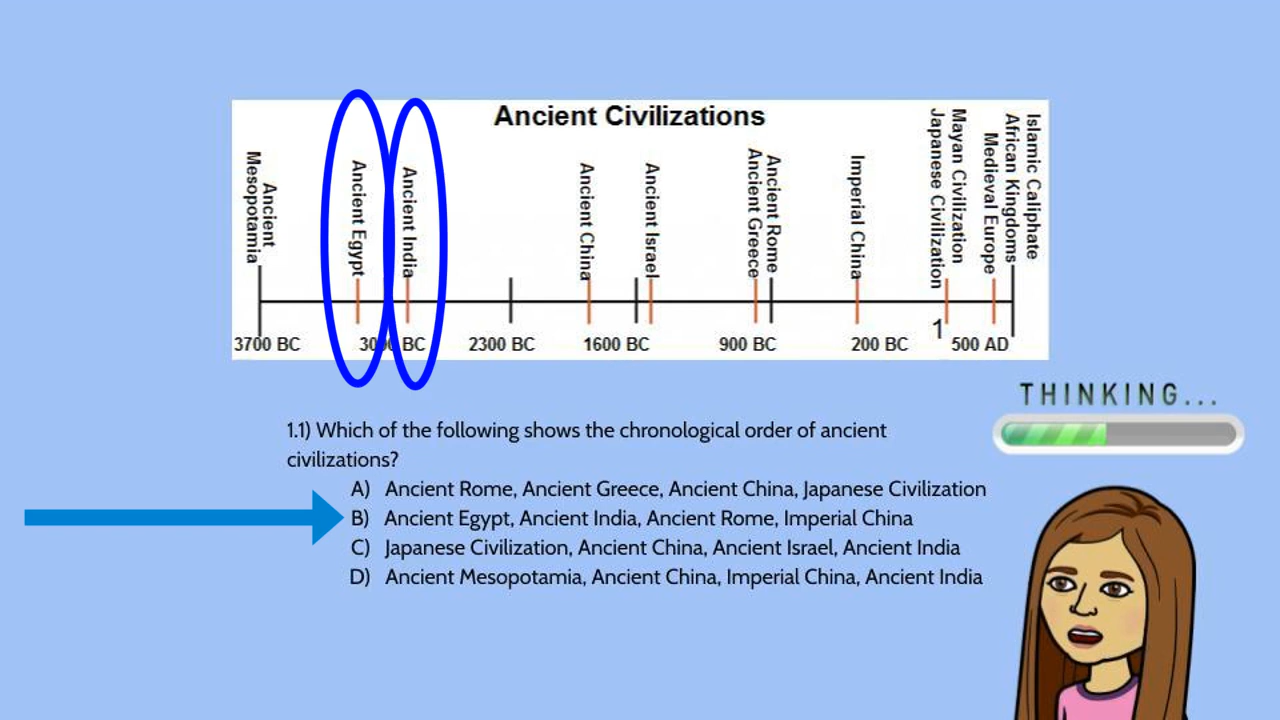 Ancient Civilizations
Ancient
Mesopotamia
Ancient Egypt
Ancient India
Ancient China
Ancient Israel
Ancient Rome
Ancient Greece
Imperial China
Mayan Civilization
Japanese Civilization
Medieval Europe
Islamic Caliphate
African Kingdoms
3700 BC 3000 BC 2300 BC 1600 BC 900 BC 200 BC 1 500 AD
THINKING...
1.1) Which of the following shows the chronological order of ancient
civilizations?
A) Ancient Rome, Ancient Greece, Ancient China, Japanese Civilization
B) Ancient Egypt, Ancient India, Ancient Rome, Imperial China
C) Japanese Civilization, Ancient China, Ancient Israel, Ancient India
D) Ancient Mesopotamia, Ancient China, Imperial China, Ancient India